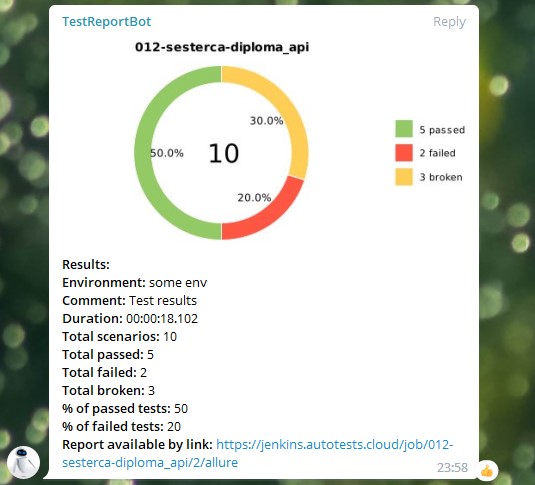 TestReportBot Reply
012-sesterca-diploma_api
30.0%
50.0%
10
20.0%
5 passed
2 failed
3 broken
Results:
Environment: some env
Comment: Test results
Duration: 00:00:18.102
Total scenarios: 10
Total passed: 5
Total failed: 2
Total broken: 3
% of passed tests: 50
% of failed tests: 20
Report available by link: https://jenkins.autotests.cloud/job/012-
sesterca-diploma_api/2/allure
23:58